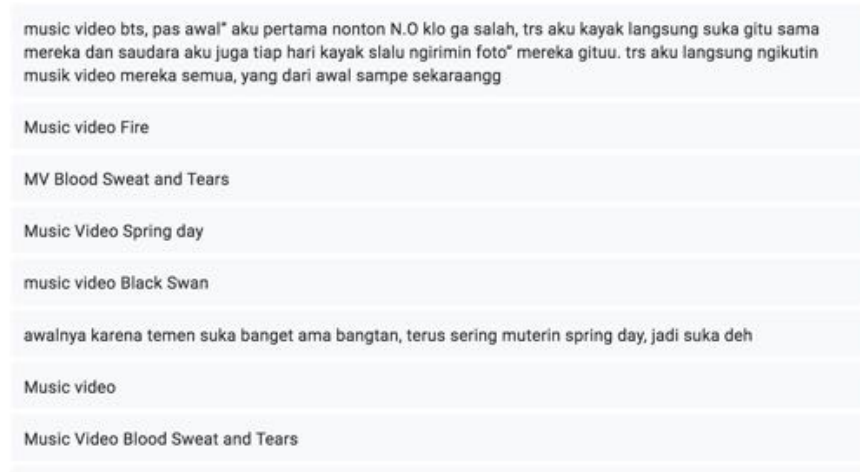 music video bts, pas awal" aku pertama nonton N.O klo ga salah, trs aku kayak langsung suka gitu sama
mereka dan saudara aku juga tiap hari kayak slalu ngirimin foto" mereka gituu. trs aku langsung ngikutin
musik video mereka semua, yang dari awal sampe sekaraangg
Music video Fire
MV Blood Sweat and Tears
Music Video Spring day
music video Black Swan
awalnya karena temen suka banget ama bangtan, terus sering muterin spring day, jadi suka deh
Music video
Music Video Blood Sweat and Tears